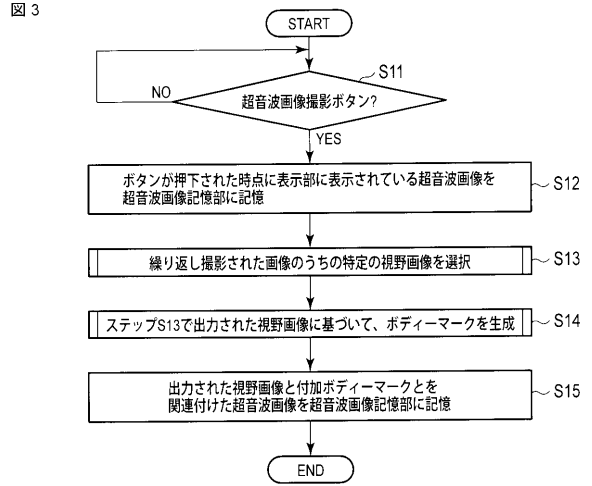 図 3
START
S11
超音波画像撮影ボタン?
NO
YES
ボタンが押下された時点に表示部に表示されている超音波画像を
超音波画像記憶部に記憶
S12
繰り返し撮影された画像のうちの特定の視野画像を選択
S13
ステップS13で出力された視野画像に基づいて、ボディーマークを生成
S14
出力された視野画像と付加ボディーマークとを
関連付けた超音波画像を超音波画像記憶部に記憶
S15
END